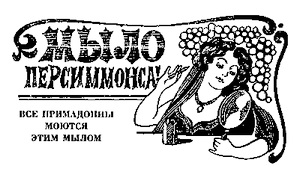 МЫЛО
ПЕРСИММОНСА
ВСЕ ПРИМАДОННЫ
МОЮТСЯ
ЭТИМ МЫЛОМ